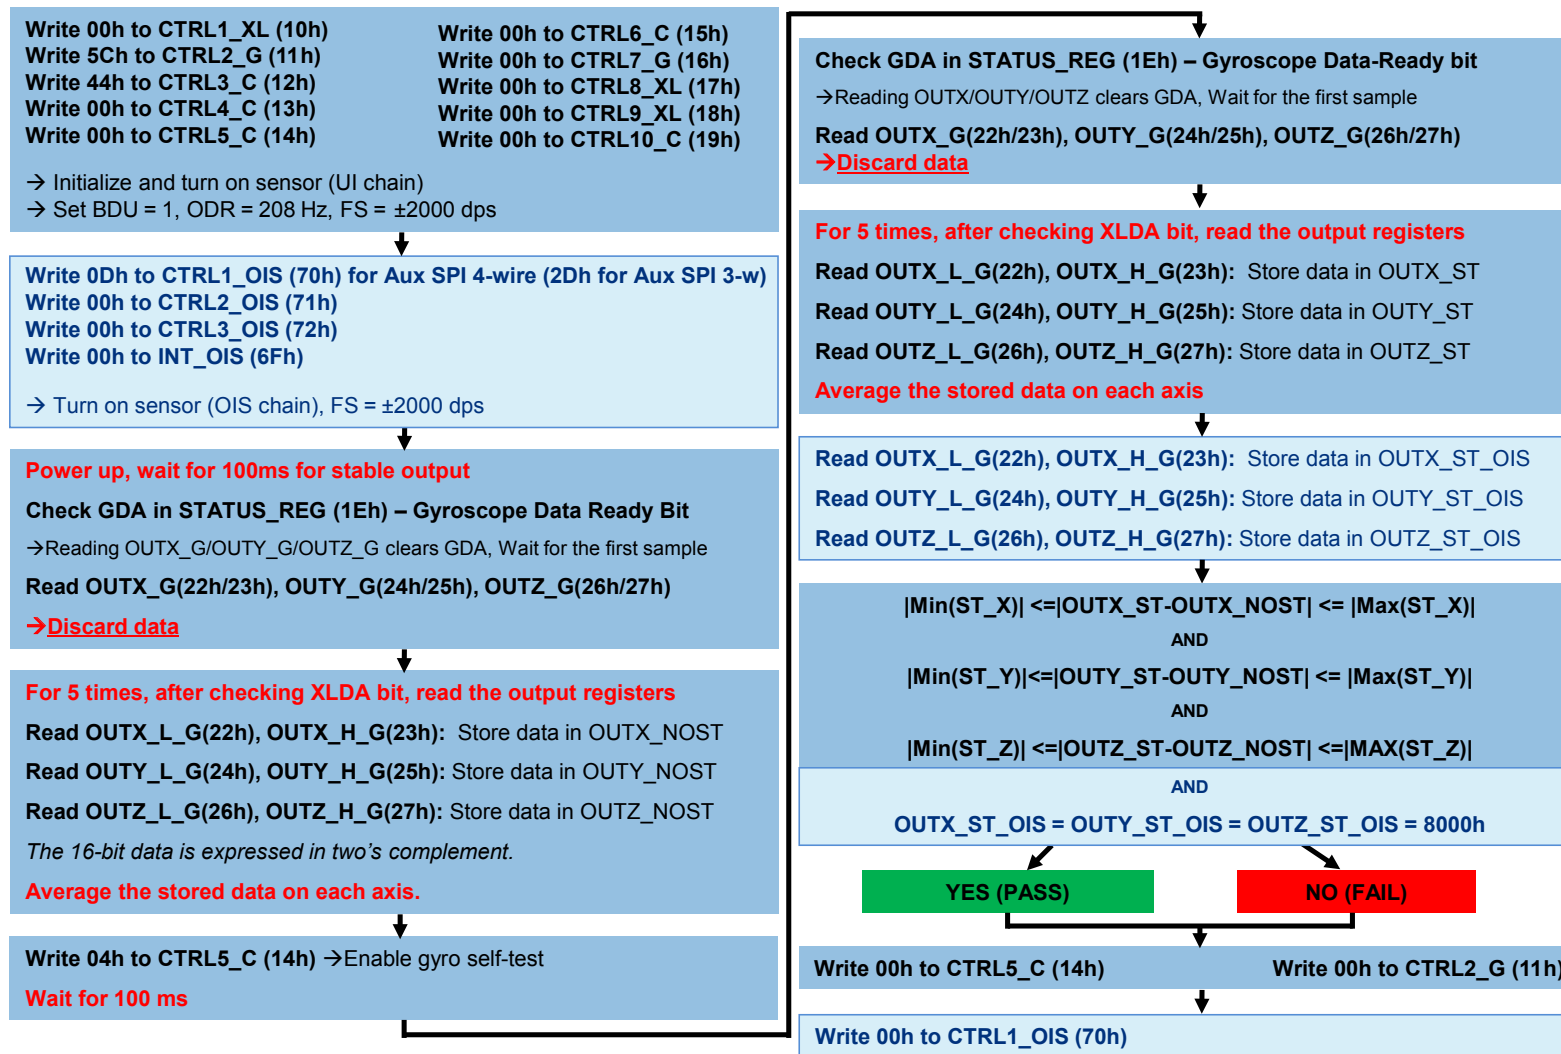 Write 00h to CTRL1_XL (10h)
Write 5Ch to CTRL2_G (11h)
Write 44h to CTRL3_C (12h)
Write 00h to CTRL4_C (13h)
Write 00h to CTRL5_C (14h)
Write 00h to CTRL6_C (15h)
Write 00h to CTRL7_G (16h)
Write 00h to CTRL8_XL (17h)
Write 00h to CTRL9_XL (18h)
Write 00h to CTRL10_C (19h)
→ Initialize and turn on sensor (UI chain)
→ Set BDU = 1, ODR = 208 Hz, FS = ±2000 dps
Write 0Dh to CTRL1_OIS (70h) for Aux SPI 4-wire (2Dh for Aux SPI 3-w)
Write 00h to CTRL2_OIS (71h)
Write 00h to CTRL3_OIS (72h)
Write 00h to INT_OIS (6Fh)
→ Turn on sensor (OIS chain), FS = ±2000 dps
Power up, wait for 100ms for stable output
Check GDA in STATUS_REG (1Eh) – Gyroscope Data Ready Bit
→Reading OUTX_G/OUTY_G/OUTZ_G clears GDA, Wait for the first sample
Read OUTX_G(22h/23h), OUTY_G(24h/25h), OUTZ_G(26h/27h)
→Discard data
For 5 times, after checking XLDA bit, read the output registers
Read OUTX_L_G(22h), OUTX_H_G(23h): Store data in OUTX_NOST
Read OUTY_L_G(24h), OUTY_H_G(25h): Store data in OUTY_NOST
Read OUTZ_L_G(26h), OUTZ_H_G(27h): Store data in OUTZ_NOST
The 16-bit data is expressed in two's complement.
Average the stored data on each axis.
Write 04h to CTRL5_C (14h) →Enable gyro self-test
Wait for 100 ms
Check GDA in STATUS_REG (1Eh) – Gyroscope Data-Ready bit
→Reading OUTX/OUTY/OUTZ clears GDA, Wait for the first sample
Read OUTX_G(22h/23h), OUTY_G(24h/25h), OUTZ_G(26h/27h)
→Discard data
For 5 times, after checking XLDA bit, read the output registers
Read OUTX_L_G(22h), OUTX_H_G(23h): Store data in OUTX_ST
Read OUTY_L_G(24h), OUTY_H_G(25h): Store data in OUTY_ST
Read OUTZ_L_G(26h), OUTZ_H_G(27h): Store data in OUTZ_ST
Average the stored data on each axis
Read OUTX_L_G(22h), OUTX_H_G(23h): Store data in OUTX_ST_OIS
Read OUTY_L_G(24h), OUTY_H_G(25h): Store data in OUTY_ST_OIS
Read OUTZ_L_G(26h), OUTZ_H_G(27h): Store data in OUTZ_ST_OIS
|Min(ST_X)| <=|OUTX_ST-OUTX_NOST| <= |Max(ST_X)|
AND
|Min(ST_Y)|<=|OUTY_ST-OUTY_NOST| <= |Max(ST_Y)|
AND
|Min(ST_Z)| <=|OUTZ_ST-OUTZ_NOST| <=|MAX(ST_Z)|
AND
OUTX_ST_OIS = OUTY_ST_OIS = OUTZ_ST_OIS = 8000h
YES (PASS)
NO (FAIL)
Write 00h to CTRL5_C (14h)
Write 00h to CTRL2_G (11h)
Write 00h to CTRL1_OIS (70h)